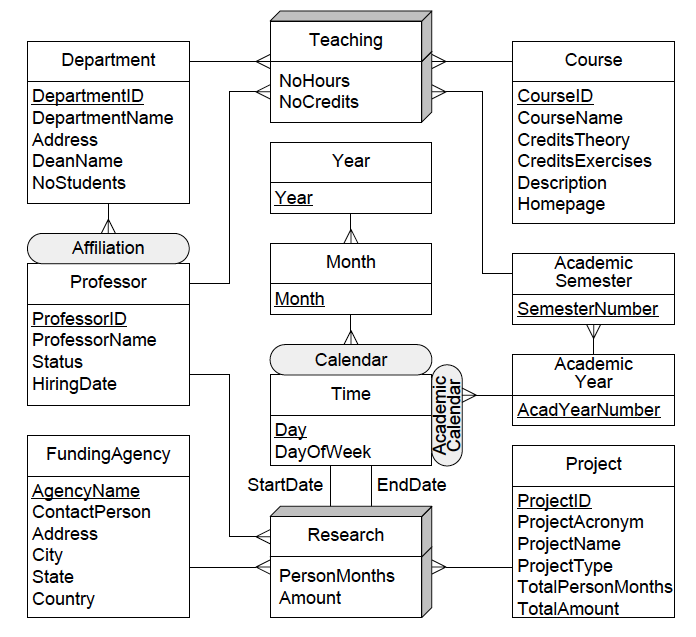 Department
DepartmentID
DepartmentName
Address
DeanName
NoStudents
Teaching
NoHours
NoCredits
Course
CourseID
CourseName
CreditsTheory
CreditsExercises
Description
Homepage
Year
Year
Affiliation
Professor
ProfessorID
ProfessorName
Status
HiringDate
Month
Month
Academic
Semester
SemesterNumber
Calendar
Time
Day
DayOfWeek
Academic
Calendar
Academic
Year
AcadYearNumber
FundingAgency
AgencyName
ContactPerson
Address
City
State
Country
StartDate
EndDate
Research
PersonMonths
Amount
Project
ProjectID
ProjectAcronym
ProjectName
ProjectType
TotalPersonMonths
TotalAmount